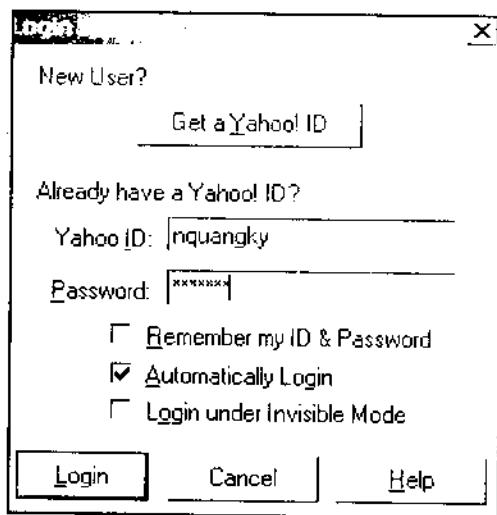 Login
New User?
Get a Yahoo! ID
Already have a Yahoo! ID?
Yahoo ID: nquangky
Password: *******
Remember my ID & Password
Automatically Login
Login under Invisible Mode
Login Cancel Help